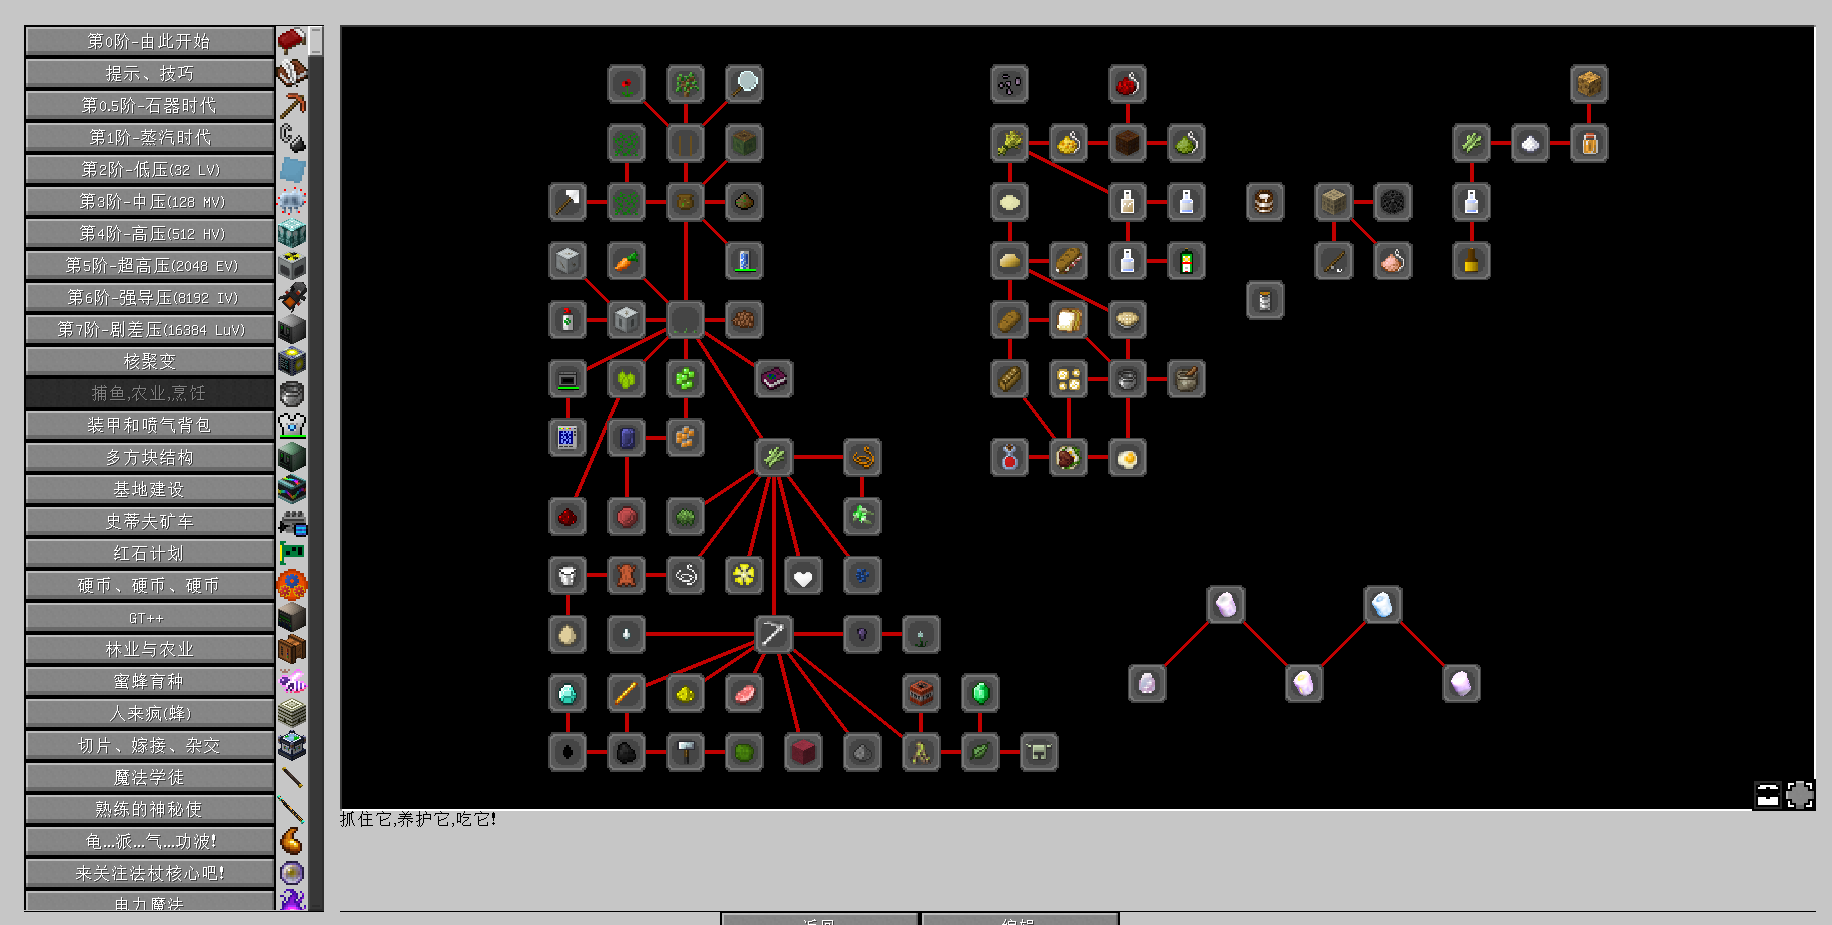 第0阶-由此开始
提示、技巧
第0.5阶-石器时代
第1阶-蒸汽时代
第2阶-低压(32 LV)
第3阶-中压(128 MV)
第4阶-高压(512 HV)
第5阶-超高压(2048 EV)
第6阶-强导压(8192 IV)
第7阶-剧差压(16384 LuV)
核聚变
捕鱼,农业,烹饪
装甲和喷气背包
多方块结构
基地建设
史蒂夫矿车
红石计划
硬币、硬币、硬币
GT++
林业与农业
蜜蜂育种
人来疯(蜂)
切片、嫁接、杂交
魔法学徒
熟练的神秘使
龟...派...气...功波!
来关注法杖核心吧!
电力魔法
抓住它,养护它,吃它!
返回
编辑